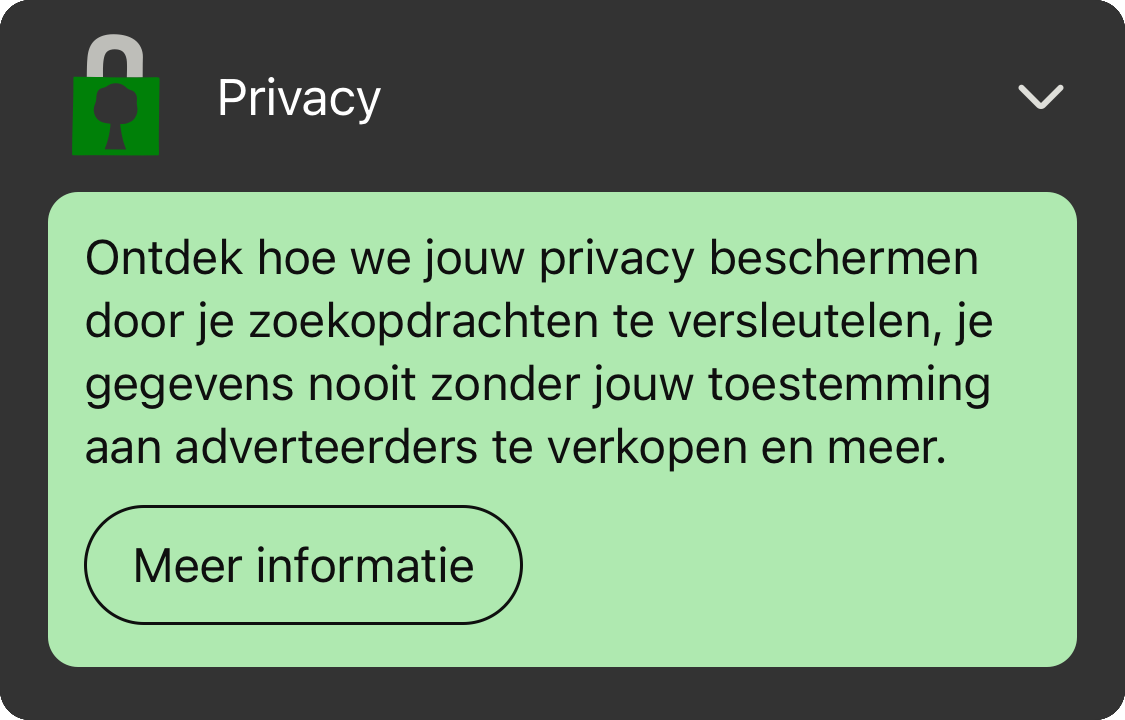 Privacy
Ontdek hoe we jouw privacy beschermen
door je zoekopdrachten te versleutelen, je
gegevens nooit zonder jouw toestemming
aan adverteerders te verkopen en meer.
Meer informatie